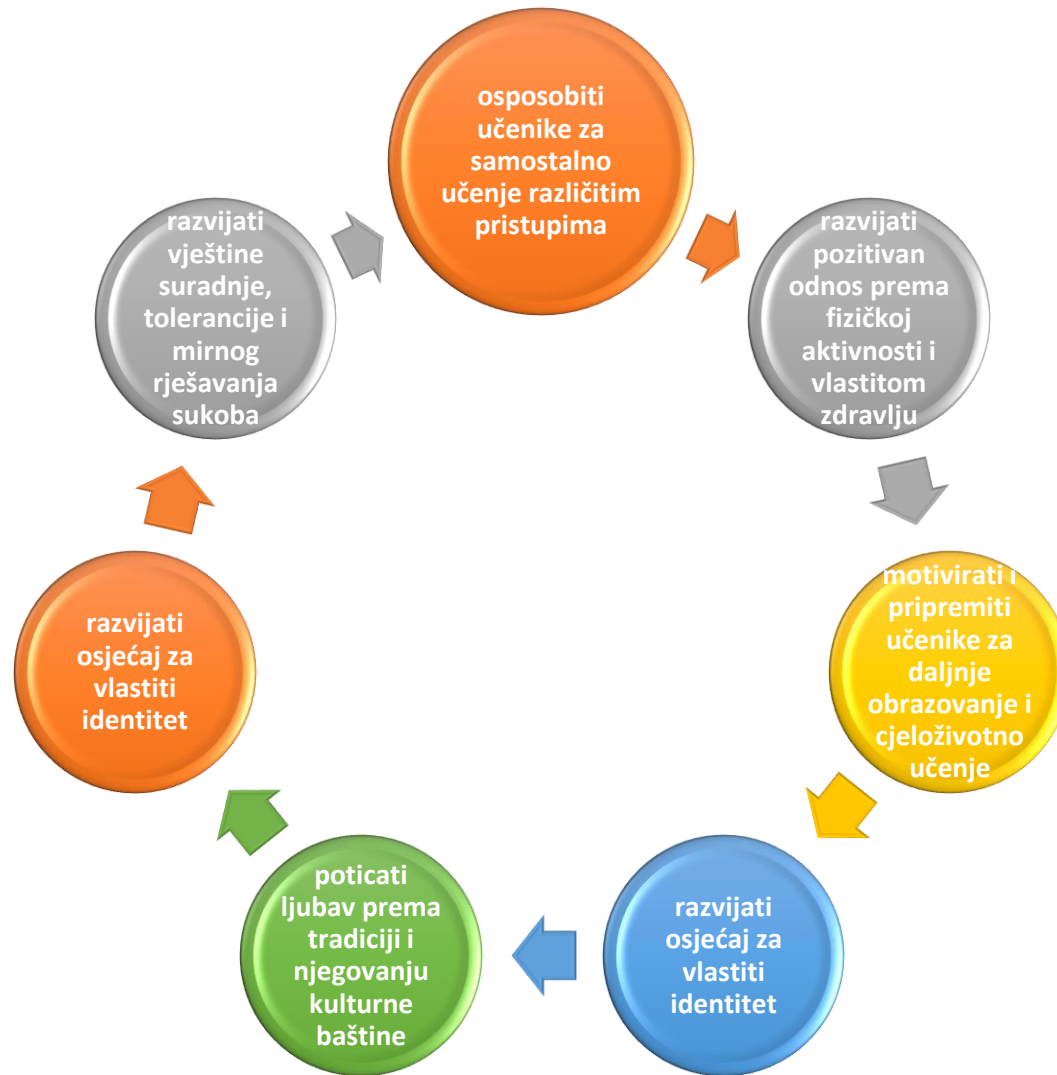 osposobiti
učenike za
samostalno
učenje različitim
pristupima
razvijati
pozitivan
odnos prema
fizičkoj
aktivnosti i
vlastitom
zdravlju
motivirati i
pripremiti
učenike za
daljnje
obrazovanje i
cjeloživotno
učenje
razvijati
osjećaj za
vlastiti
identitet
poticati
ljubav prema
tradiciji i
njegovanju
kulturne
baštine
razvijati
osjećaj za
vlastiti
identitet
razvijati
vještine
suradnje,
tolerancije i
mirnog
rješavanja
sukoba